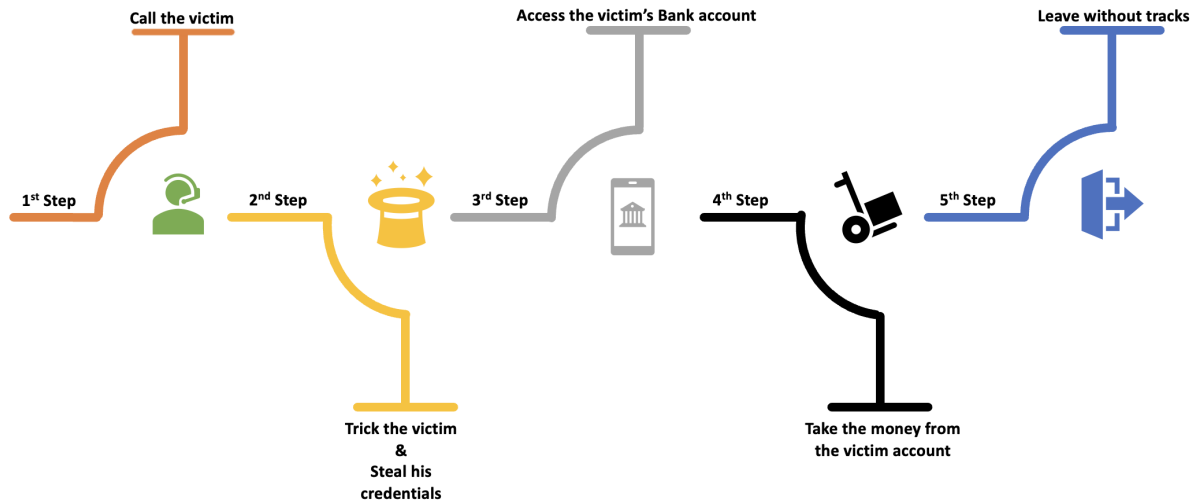 Call the victim
Access the victim's Bank account
Leave without tracks
1st Step
2nd Step
3rd Step
4th Step
5th Step
Trick the victim
&
Steal his
credentials
Take the money from
the victim account